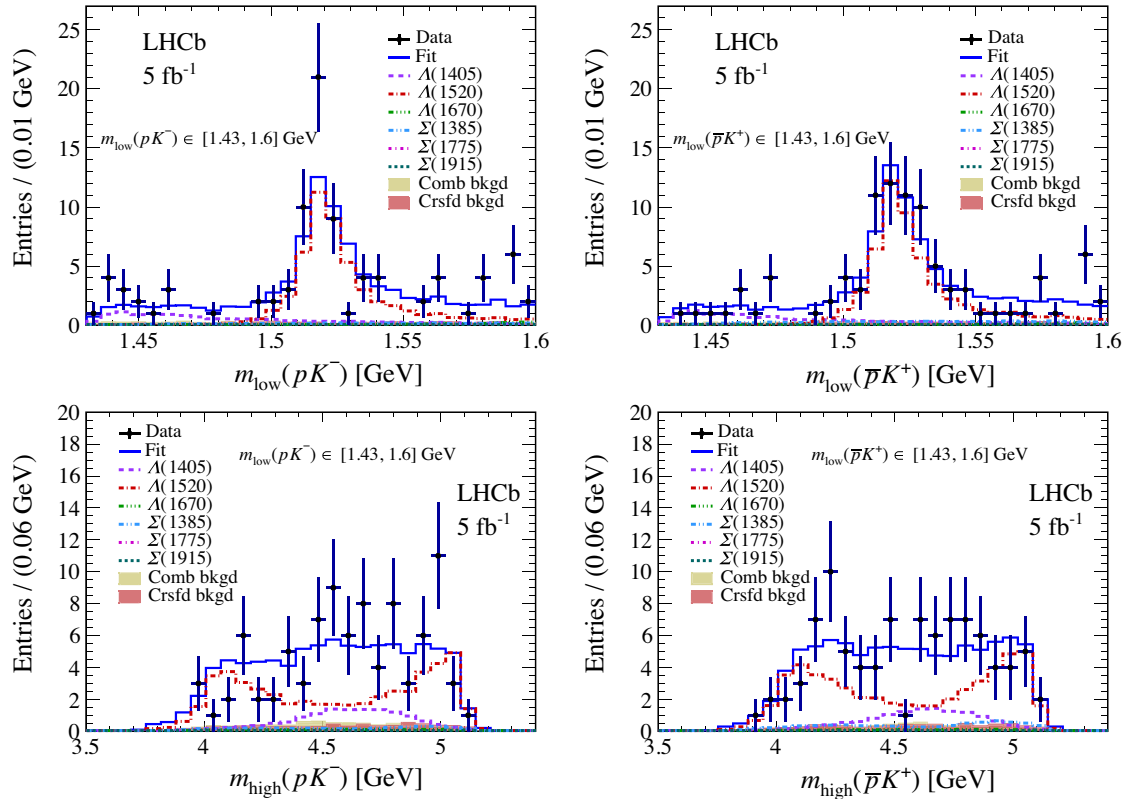 25
20
15
10
5
0
Entries / (0.01 GeV)
LHCb
5 fb⁻¹
m_low(pK⁻) ∈ [1.43, 1.6] GeV
Data
Fit
Λ(1405)
Λ(1520)
Λ(1670)
Σ(1385)
Σ(1775)
Σ(1915)
Comb bkgd
Crsfd bkgd
1.45
1.5
1.55
1.6
m_low(pK⁻) [GeV]
25
20
15
10
5
0
Entries / (0.01 GeV)
LHCb
5 fb⁻¹
m_low(p̅K⁺) ∈ [1.43, 1.6] GeV
Data
Fit
Λ(1405)
Λ(1520)
Λ(1670)
Σ(1385)
Σ(1775)
Σ(1915)
Comb bkgd
Crsfd bkgd
1.45
1.5
1.55
1.6
m_low(p̅K⁺) [GeV]
20
18
16
14
12
10
8
6
4
2
0
Entries / (0.06 GeV)
Data
Fit
Λ(1405)
Λ(1520)
Λ(1670)
Σ(1385)
Σ(1775)
Σ(1915)
Comb bkgd
Crsfd bkgd
m_low(pK⁻) ∈ [1.43, 1.6] GeV
LHCb
5 fb⁻¹
3.5
4
4.5
5
m_high(pK⁻) [GeV]
20
18
16
14
12
10
8
6
4
2
0
Entries / (0.06 GeV)
Data
Fit
Λ(1405)
Λ(1520)
Λ(1670)
Σ(1385)
Σ(1775)
Σ(1915)
Comb bkgd
Crsfd bkgd
m_low(p̅K⁺) ∈ [1.43, 1.6] GeV
LHCb
5 fb⁻¹
3.5
4
4.5
5
m_high(p̅K⁺) [GeV]